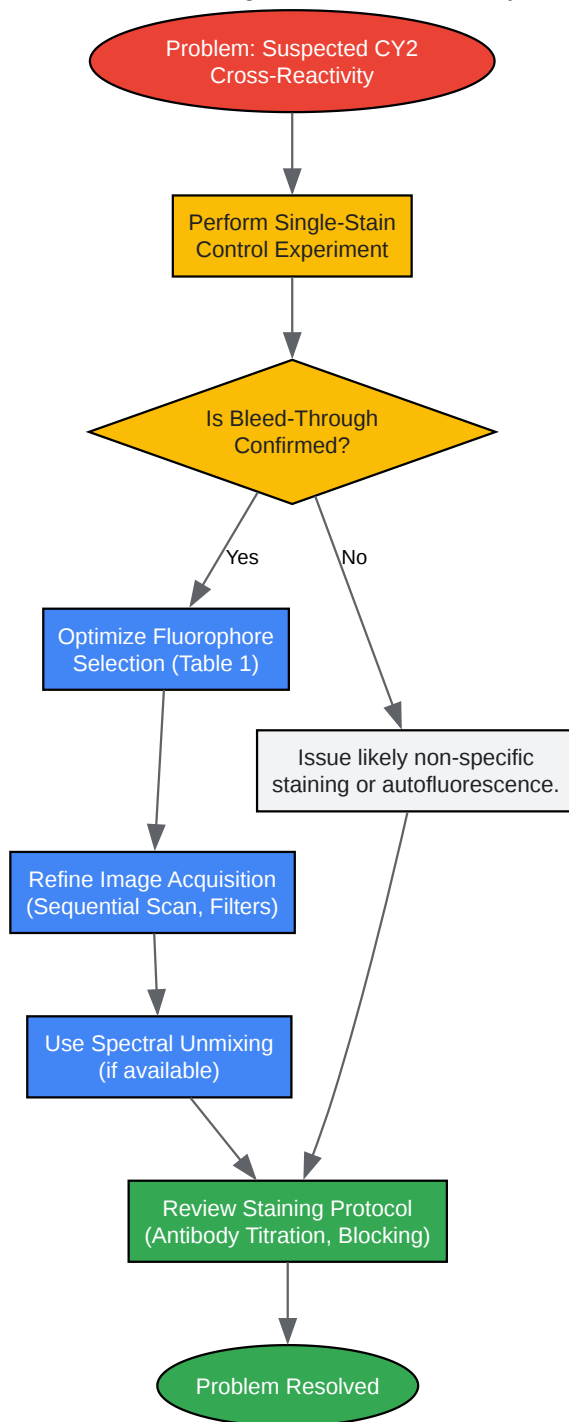 Problem: Suspected CY2
Cross-Reactivity
Perform Single-Stain
Control Experiment
Is Bleed-Through
Confirmed?
Yes
No
Optimize Fluorophore
Selection (Table 1)
Issue likely non-specific
staining or autofluorescence.
Refine Image Acquisition
(Sequential Scan, Filters)
Use Spectral Unmixing
(if available)
Review Staining Protocol
(Antibody Titration, Blocking)
Problem Resolved